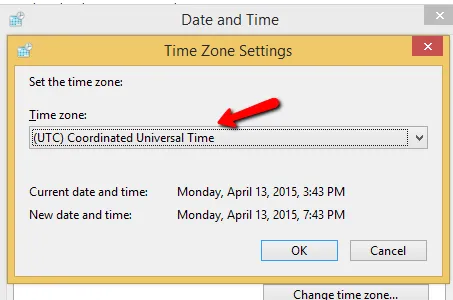 Date and Time
Time Zone Settings
Set the time zone:
Time zone:
(UTC) Coordinated Universal Time
Current date and time: Monday, April 13, 2015, 3:43 PM
New date and time: Monday, April 13, 2015, 7:43 PM
OK Cancel
Change time zone...